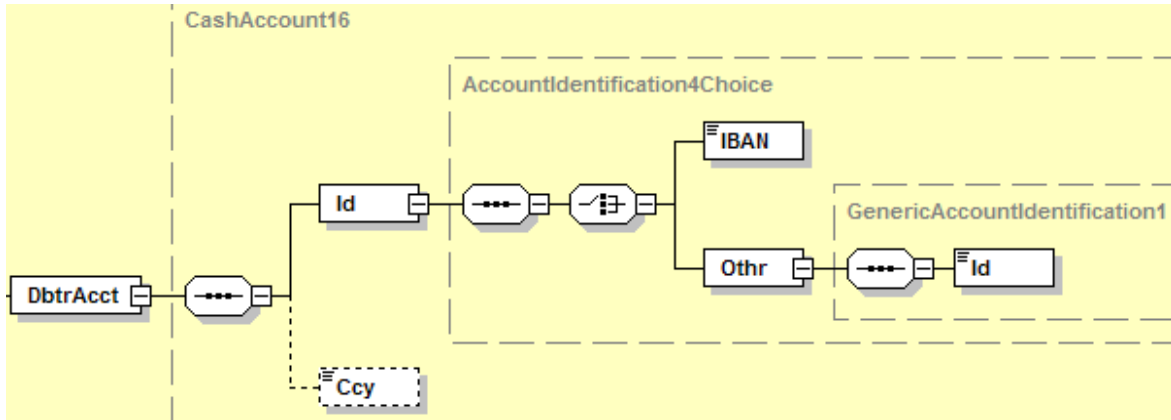 CashAccount16
AccountIdentification4Choice
IBAN
Id
GenericAccountIdentification1
Othr
Id
DbtrAcct
Ccy